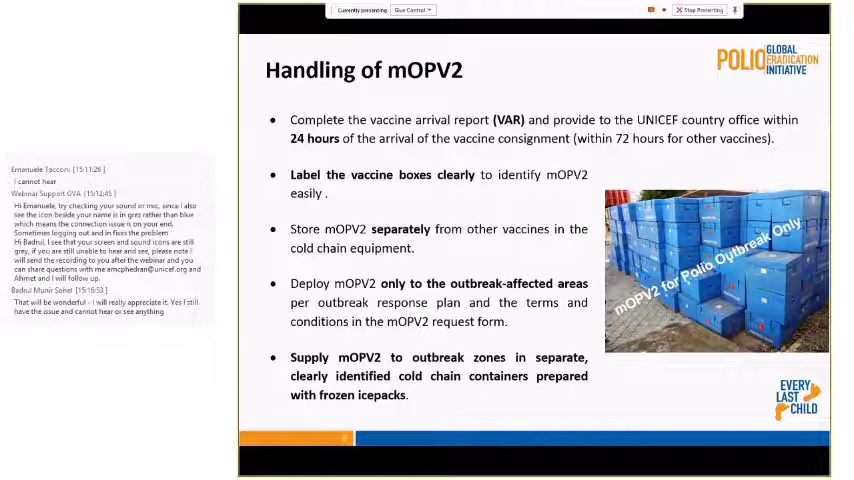 Currently presenting
Give Control
Stop Presenting
Emanuele Tacconi [15:11:26 ]
I cannot hear
Webinar Support GVA [15:12:45 ]
Hi Emanuele, try checking your sound or mic, since I also
see the icon beside your name is in grez rather than blue
which means the connection issue is on your end.
Sometimes logging out and in fixes the problem
Hi Badrul, I see that your screen and sound icons are still
grey, if you are still unable to hear and see, please note I
will send the recording to you after the webinar and you
can share questions with me amcphedran@unicef.org and
Ahmet and I will follow up.
Badrul Munir Sohel [15:16:53 ]
That will be wonderful - I will really appreciate it. Yes I still
have the issue and cannot hear or see anything
POLIO GLOBAL
ERADICATION
INITIATIVE
Handling of mOPV2
• Complete the vaccine arrival report (VAR) and provide to the UNICEF country office within
24 hours of the arrival of the vaccine consignment (within 72 hours for other vaccines).
• Label the vaccine boxes clearly to identify mOPV2
easily .
• Store mOPV2 separately from other vaccines in the
cold chain equipment.
• Deploy mOPV2 only to the outbreak-affected areas
per outbreak response plan and the terms and
conditions in the mOPV2 request form.
• Supply mOPV2 to outbreak zones in separate,
clearly identified cold chain containers prepared
with frozen icepacks.
mOPV2 for Polio Outbreak Only
EVERY
LAST
CHILD